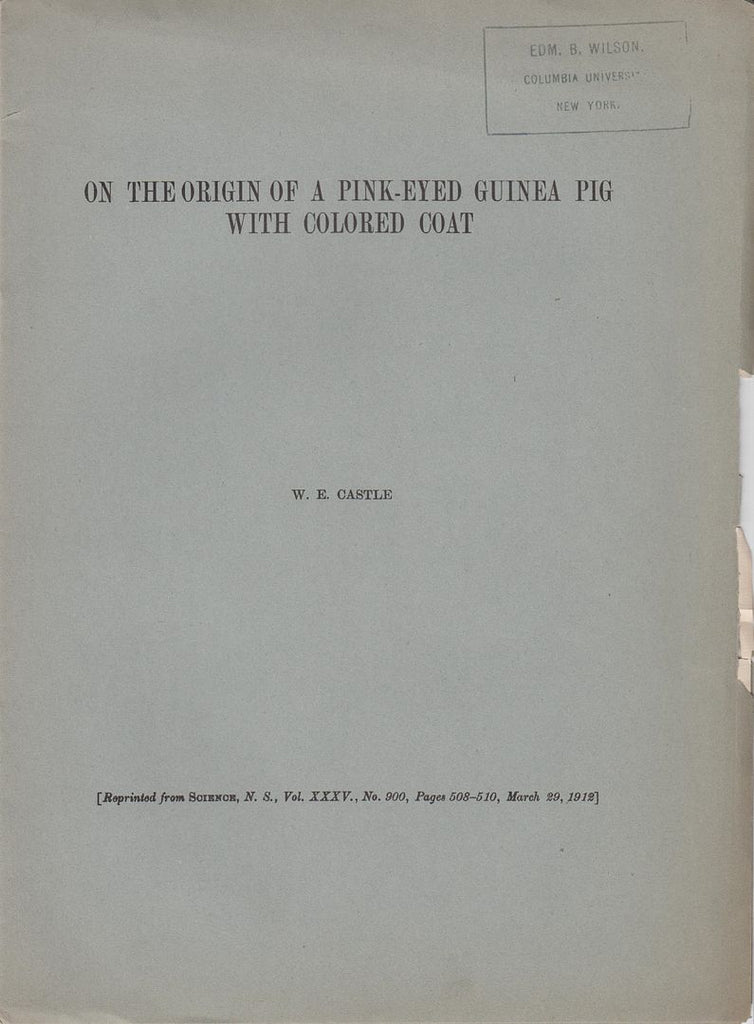 EDM. B. WILSON.
COLUMBIA
NEW YORK.
ON THE ORIGIN OF A PINK-EYED GUINEA PIG
WITH COLORED COAT
W. E. CASTLE
[Reprinted from SCIENCE, N. S., Vol. XXXV., No. 900, Pages 508–510, March 29, 1912]